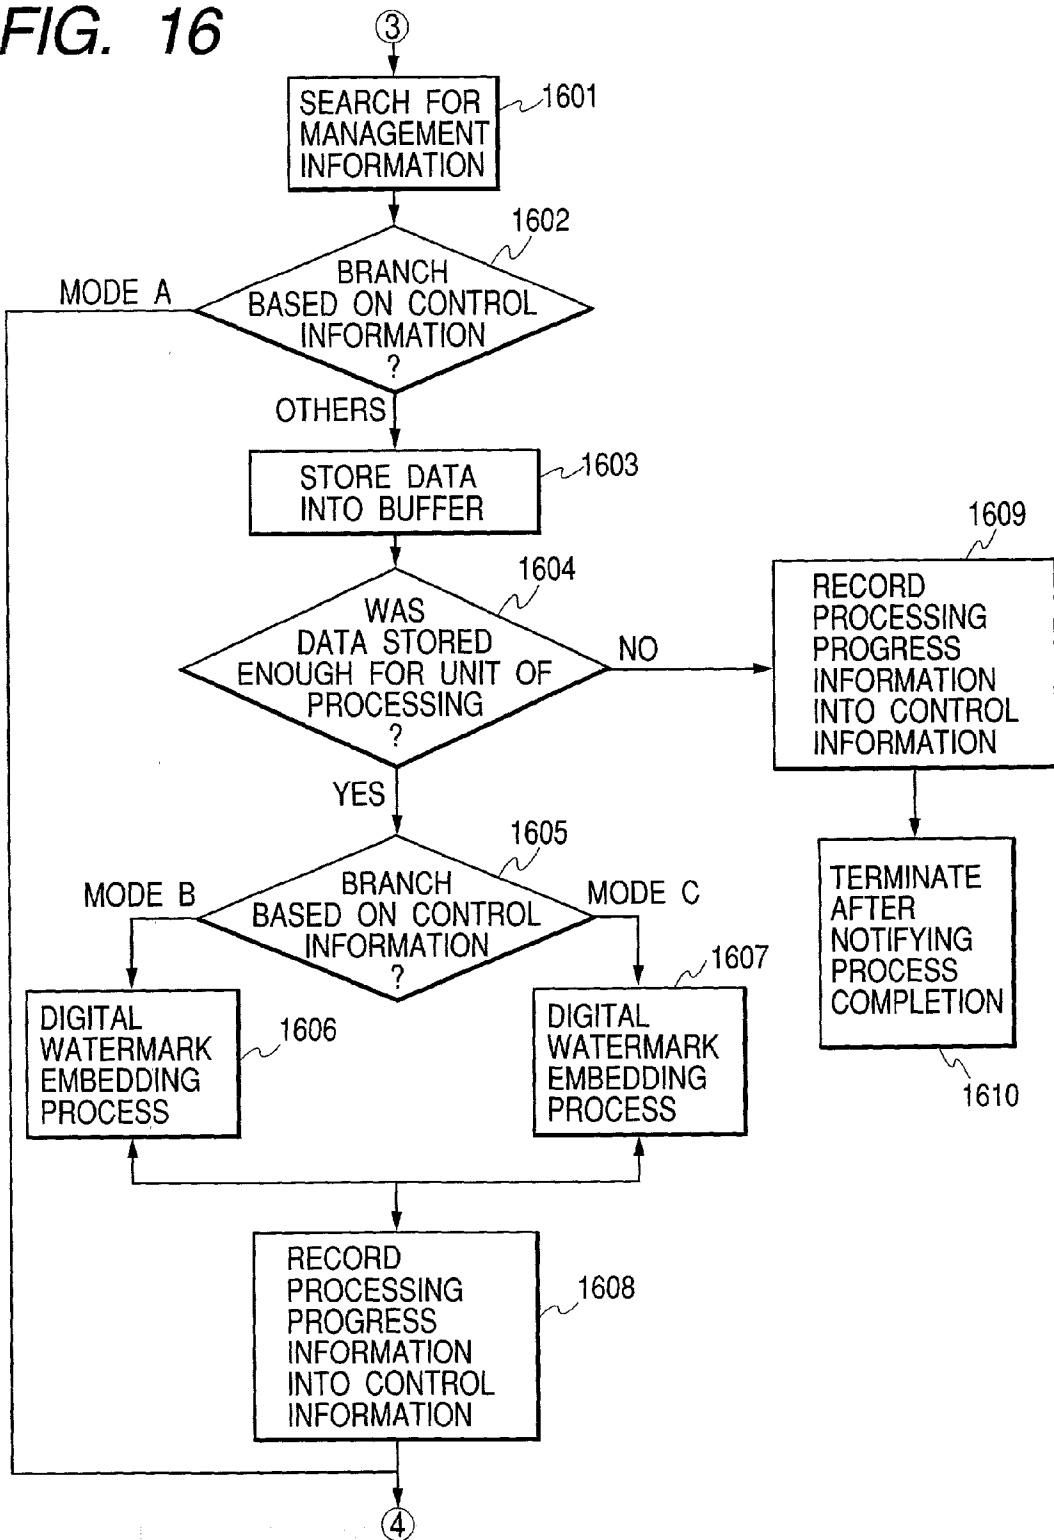 FIG. 16
3
SEARCH FOR
MANAGEMENT
INFORMATION
1601
1602
BRANCH
BASED ON CONTROL
INFORMATION
?
MODE A
OTHERS
STORE DATA
INTO BUFFER
1603
1604
WAS
DATA STORED
ENOUGH FOR UNIT OF
PROCESSING
?
NO
1609
RECORD
PROCESSING
PROGRESS
INFORMATION
INTO CONTROL
INFORMATION
YES
1605
BRANCH
BASED ON CONTROL
INFORMATION
?
MODE B
MODE C
TERMINATE
AFTER
NOTIFYING
PROCESS
COMPLETION
1610
DIGITAL
WATERMARK
EMBEDDING
PROCESS
1606
1607
DIGITAL
WATERMARK
EMBEDDING
PROCESS
RECORD
PROCESSING
PROGRESS
INFORMATION
INTO CONTROL
INFORMATION
1608
4